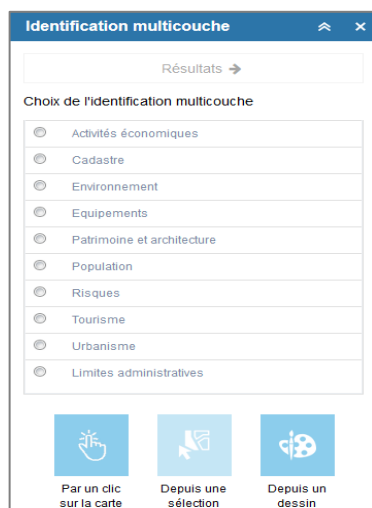 Identification multicouche
Résultats
Choix de l'identification multicouche
Activités économiques
Cadastre
Environnement
Equipements
Patrimoine et architecture
Population
Risques
Tourisme
Urbanisme
Limites administratives
Par un clic sur la carte
Depuis une sélection
Depuis un dessin